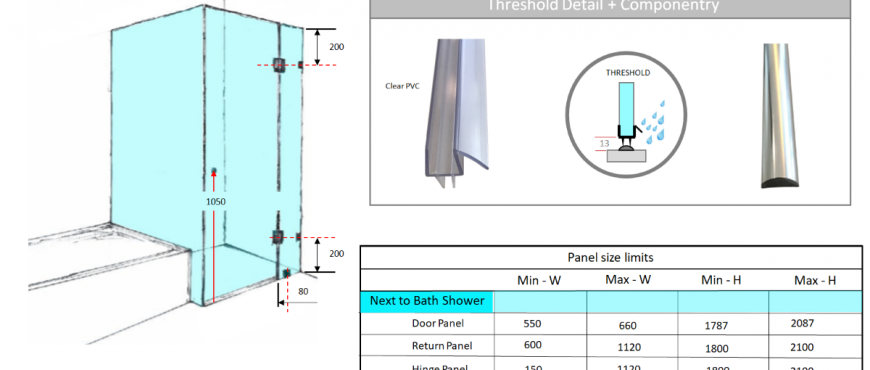 Threshold Detail + Componentry
200
Clear PVC
THRESHOLD
13
1050
200
80
Panel size limits
Min - W Max - W Min - H Max - H
Next to Bath Shower
Door Panel 550 660 1787 2087
Return Panel 600 1120 1800 2100
Hinge Panel 150 1120 1800 2100